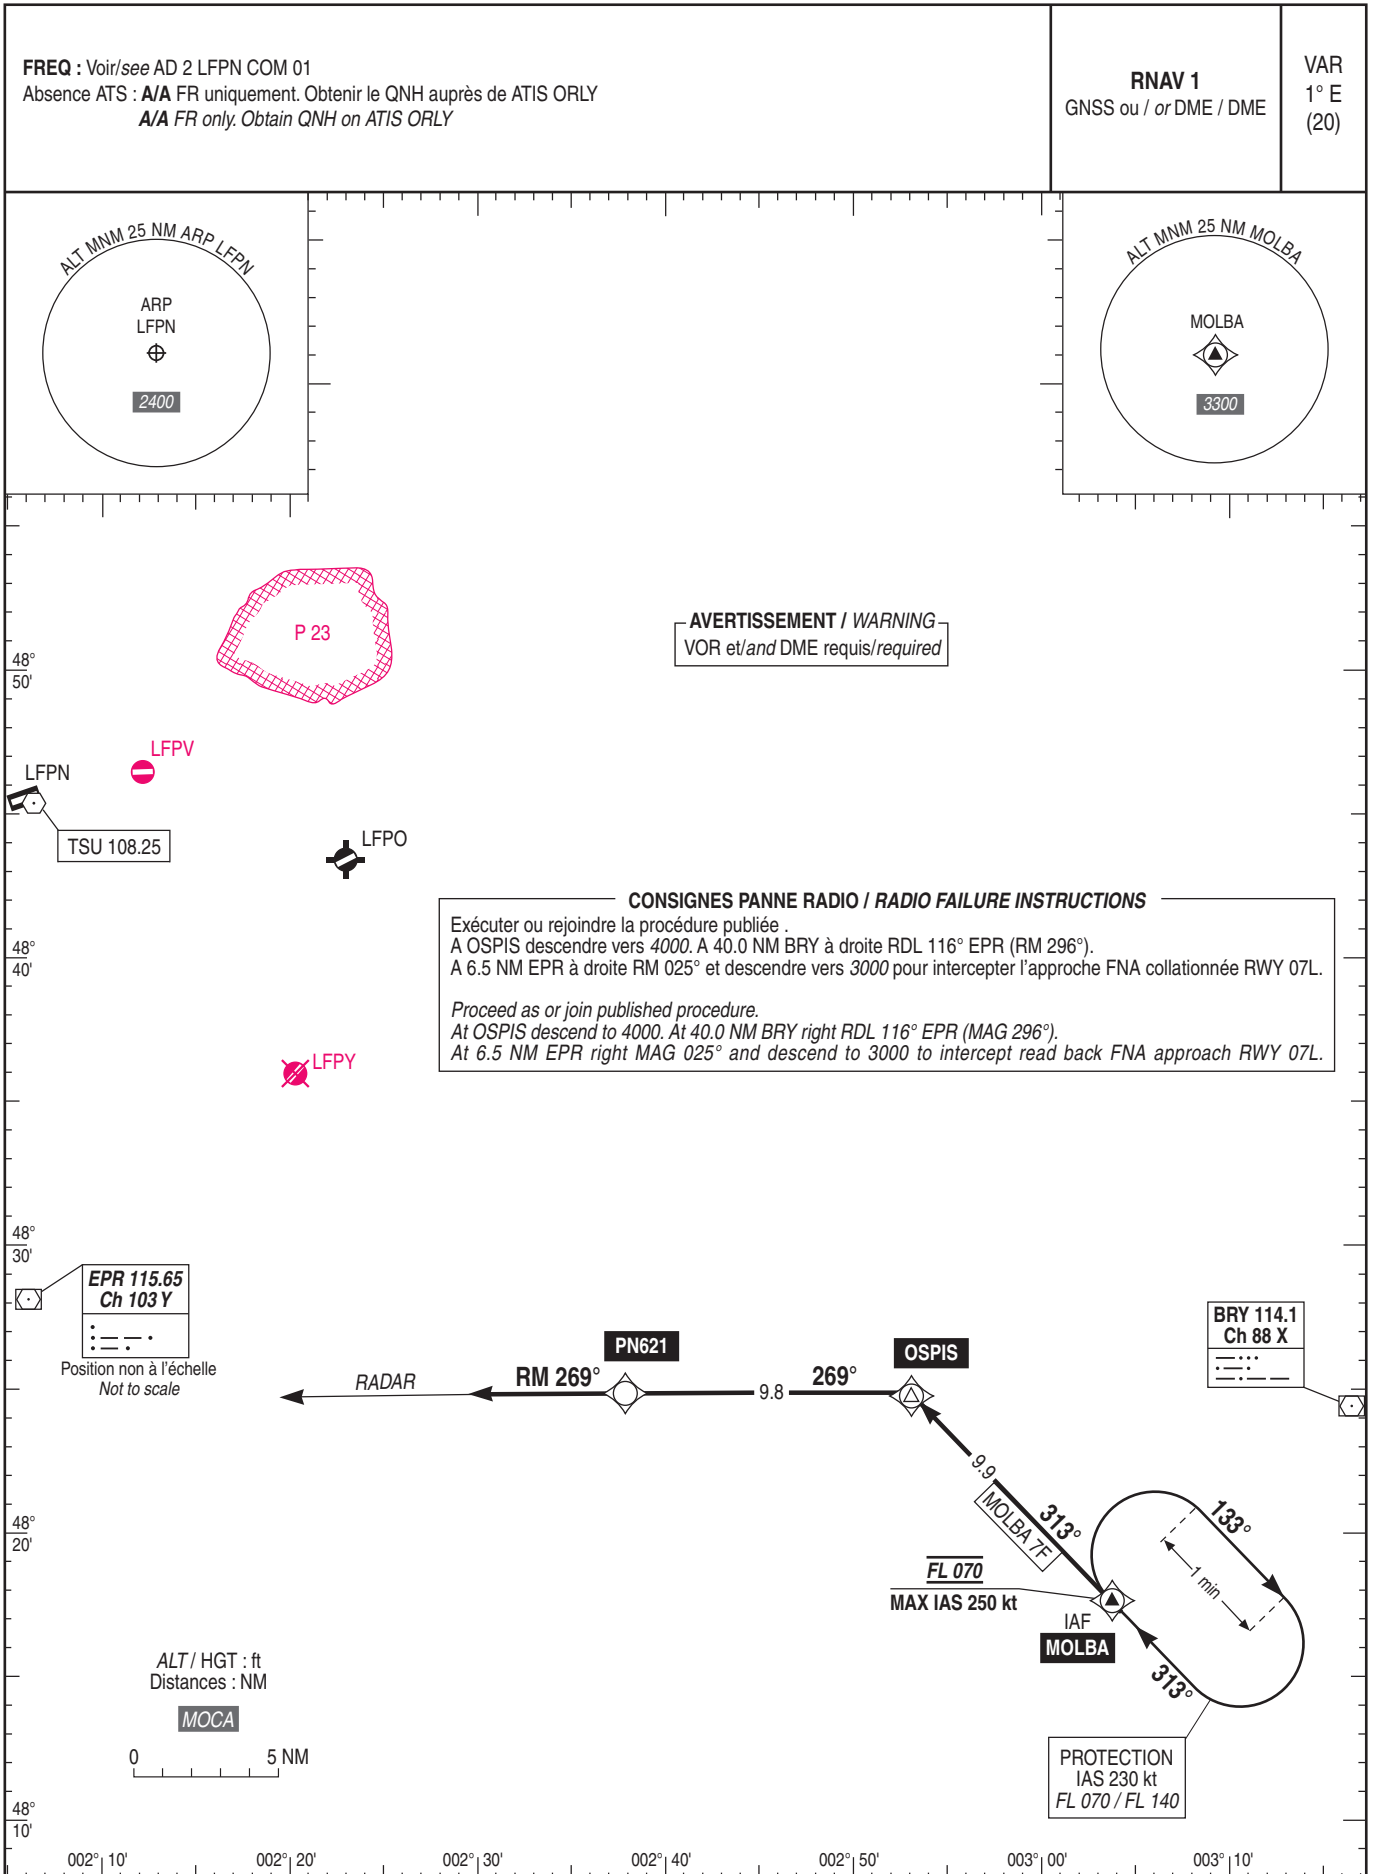 FREQ : Voir/see AD 2 LFPN COM 01
Absence ATS : A/A FR uniquement. Obtenir le QNH auprès de ATIS ORLY
A/A FR only. Obtain QNH on ATIS ORLY
RNAV 1
GNSS ou / or DME / DME
VAR
1° E
(20)
ALT MNM 25 NM ARP LFPN
ARP
LFPN
2400
ALT MNM 25 NM MOLBA
MOLBA
3300
P 23
AVERTISSEMENT / WARNING
VOR et/and DME requis/required
48°
50'
LFPV
LFPN
TSU 108.25
LFPO
CONSIGNES PANNE RADIO / RADIO FAILURE INSTRUCTIONS
Exécuter ou rejoindre la procédure publiée .
A OSPIS descendre vers 4000. A 40.0 NM BRY à droite RDL 116° EPR (RM 296°).
A 6.5 NM EPR à droite RM 025° et descendre vers 3000 pour intercepter l'approche FNA collationnée RWY 07L.
Proceed as or join published procedure.
At OSPIS descend to 4000. At 40.0 NM BRY right RDL 116° EPR (MAG 296°).
At 6.5 NM EPR right MAG 025° and descend to 3000 to intercept read back FNA approach RWY 07L.
48°
40'
LFPY
48°
30'
EPR 115.65
Ch 103 Y
Position non à l'échelle
Not to scale
BRY 114.1
Ch 88 X
PN621
OSPIS
RADAR
RM 269°
9.8
269°
9.9
MOLBA 7F
313°
133°
1 min
48°
20'
FL 070
MAX IAS 250 kt
IAF
MOLBA
313°
ALT / HGT : ft
Distances : NM
MOCA
0
5 NM
PROTECTION
IAS 230 kt
FL 070 / FL 140
48°
10'
002° 10'
002° 20'
002° 30'
002° 40'
002° 50'
003° 00'
003° 10'